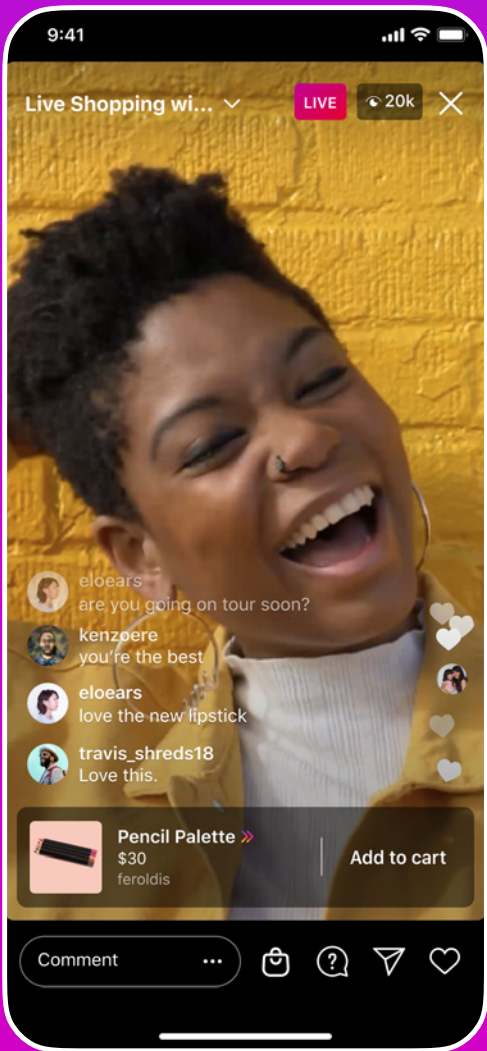 9:41
Live Shopping wi...
LIVE
20k
eloears
are you going on tour soon?
kenzoere
you're the best
eloears
love the new lipstick
travis_shreds18
Love this.
Pencil Palette
$30
feroldis
Add to cart
Comment